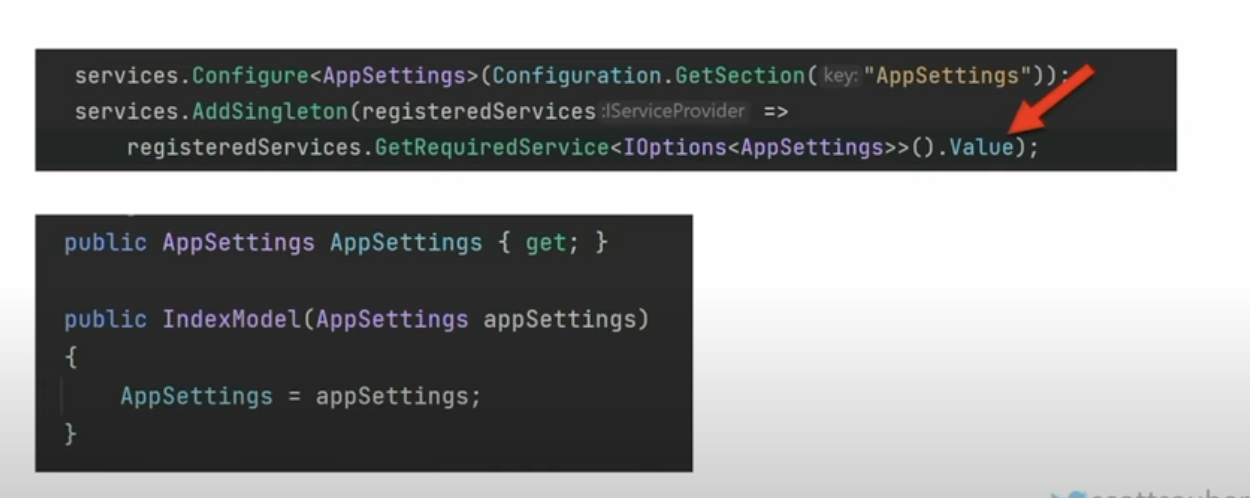 services.Configure<AppSettings>(Configuration.GetSection( key: "AppSettings"));
services.AddSingleton(registeredServices :IServiceProvider =>
registeredServices.GetRequiredService<IOptions<AppSettings>>().Value);
public AppSettings AppSettings { get; }
public IndexModel(AppSettings appSettings)
{
AppSettings = appSettings;
}